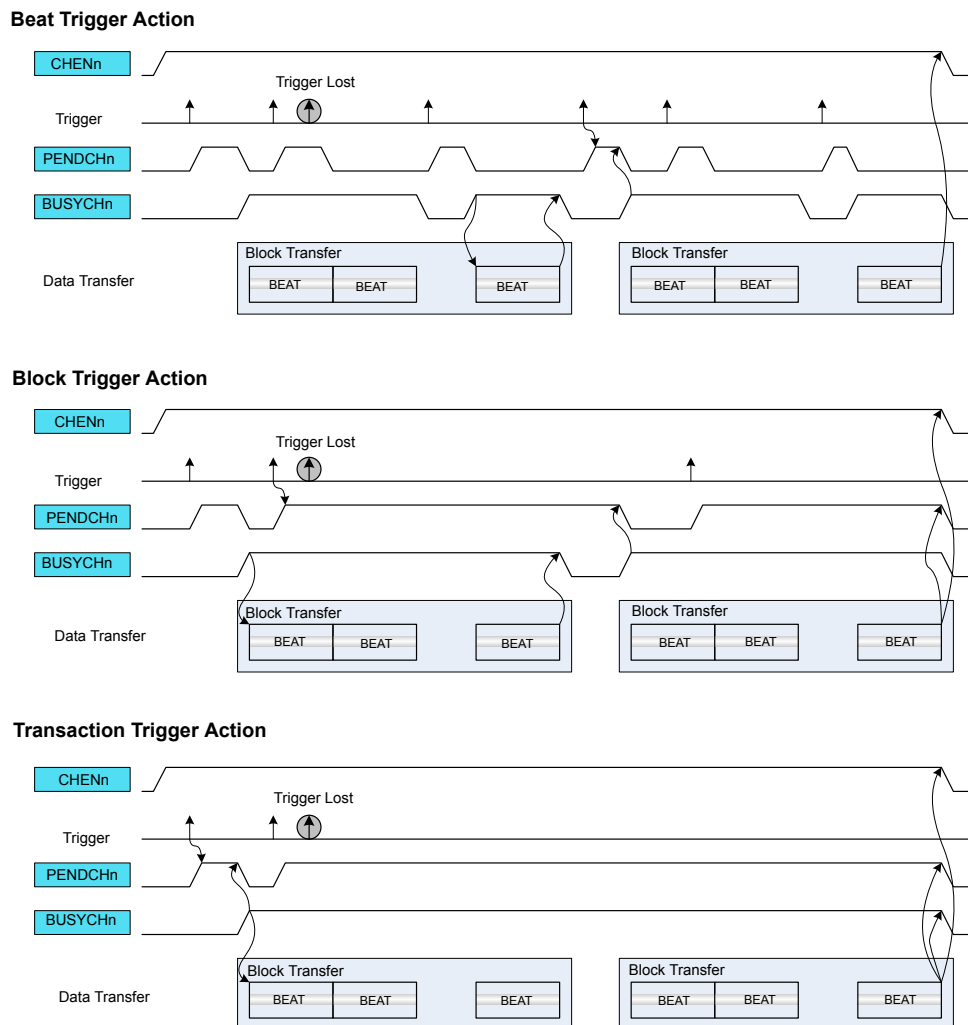 Beat Trigger Action
CHENn
Trigger Lost
Trigger
PENDCHn
BUSYCHn
Data Transfer
Block Transfer
BEAT BEAT BEAT
Block Transfer
BEAT BEAT BEAT
Block Trigger Action
CHENn
Trigger Lost
Trigger
PENDCHn
BUSYCHn
Data Transfer
Block Transfer
BEAT BEAT BEAT
Block Transfer
BEAT BEAT BEAT
Transaction Trigger Action
CHENn
Trigger Lost
Trigger
PENDCHn
BUSYCHn
Data Transfer
Block Transfer
BEAT BEAT BEAT
Block Transfer
BEAT BEAT BEAT